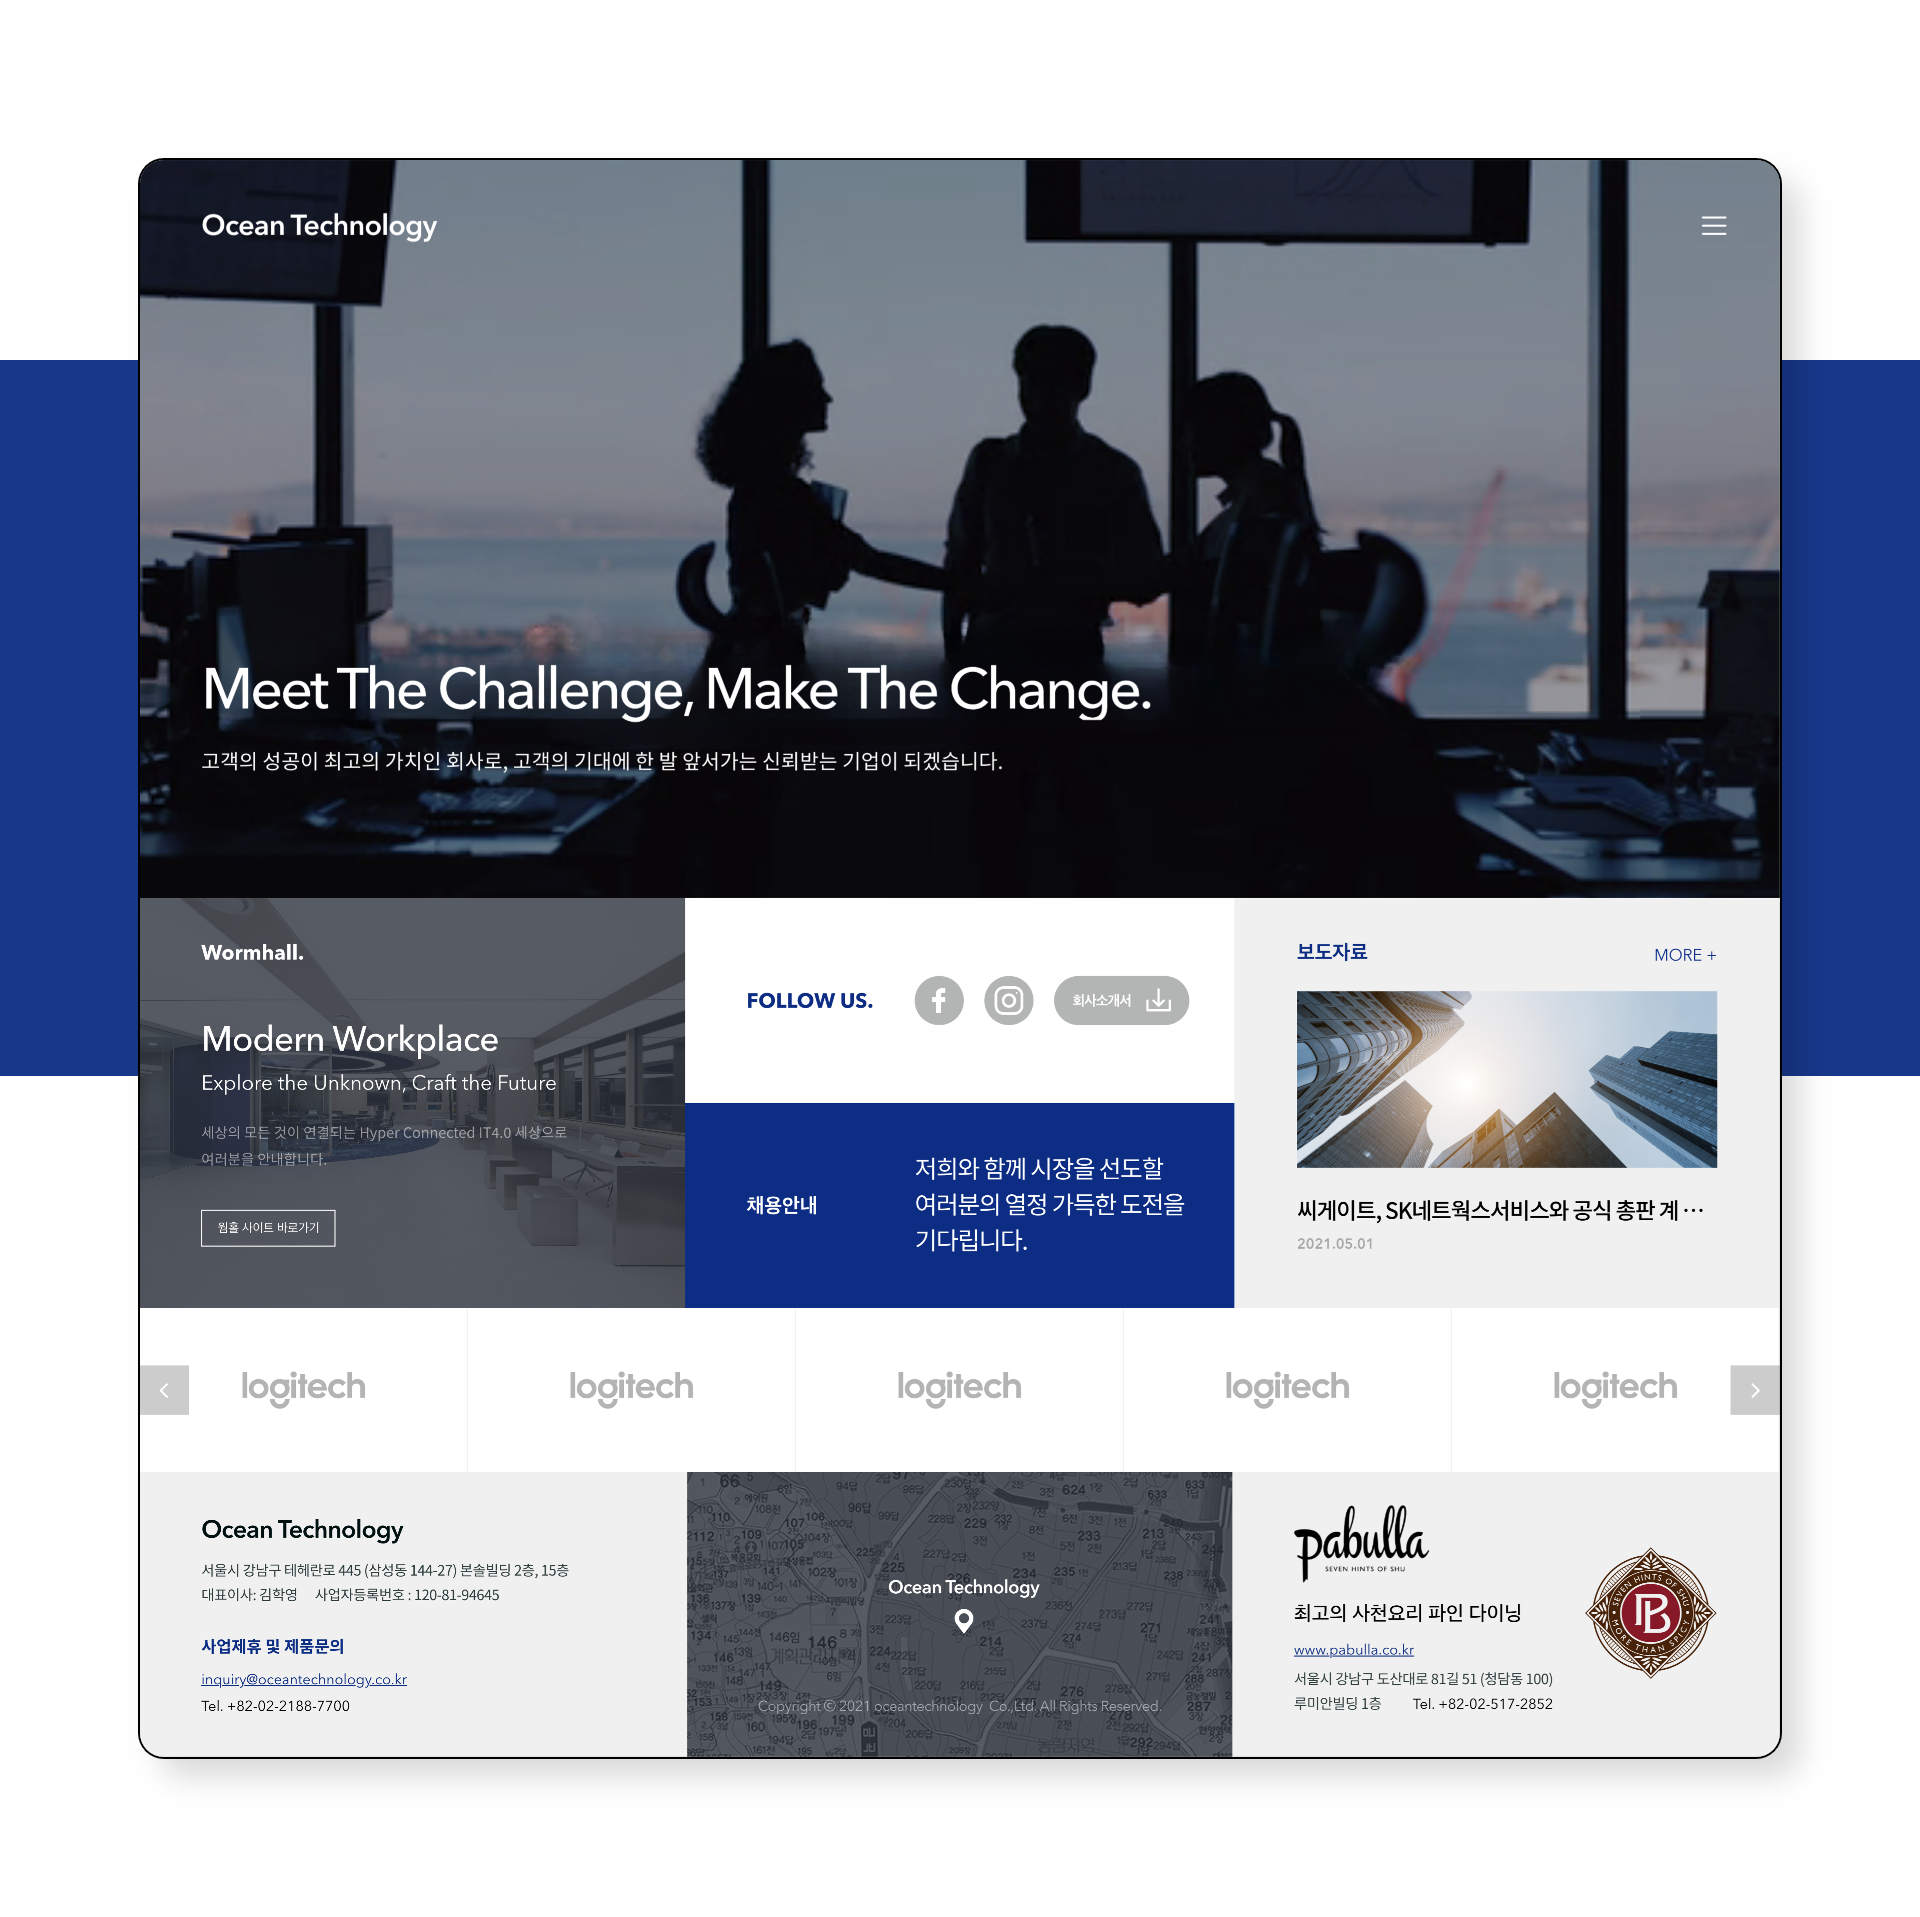 Ocean Technology
Meet The Challenge, Make The Change.
고객의 성공이 최고의 가치인 회사로, 고객의 기대에 한 발 앞서가는 신뢰받는 기업이 되겠습니다.
Wormhall.
Modern Workplace
Explore the Unknown, Craft the Future
세상의 모든 것이 연결되는 Hyper Connected IT4.0 세상으로
여러분을 안내합니다.
웜홀 사이트 바로가기
FOLLOW US.
회사소개서
채용안내
저희와 함께 시장을 선도할
여러분의 열정 가득한 도전을
기다립니다.
보도자료
MORE +
씨게이트, SK네트웍스서비스와 공식 총판 계 ···
2021.05.01
logitech
logitech
logitech
logitech
logitech
Ocean Technology
서울시 강남구 테헤란로 445 (삼성동 144-27) 본솔빌딩 2층, 15층
대표이사: 김학영 사업자등록번호 : 120-81-94645
사업제휴 및 제품문의
inquiry@oceantechnology.co.kr
Tel. +82-02-2188-7700
Ocean Technology
Copyright © 2021 oceantechnology Co.,Ltd. All Rights Reserved.
pabulla
SEVEN HINTS OF SHU
최고의 사천요리 파인 다이닝
www.pabulla.co.kr
서울시 강남구 도산대로 81길 51 (청담동 100)
루미안빌딩 1층 Tel. +82-02-517-2852
SEVEN HINTS OF SHU
PB
MORE THAN SPICY